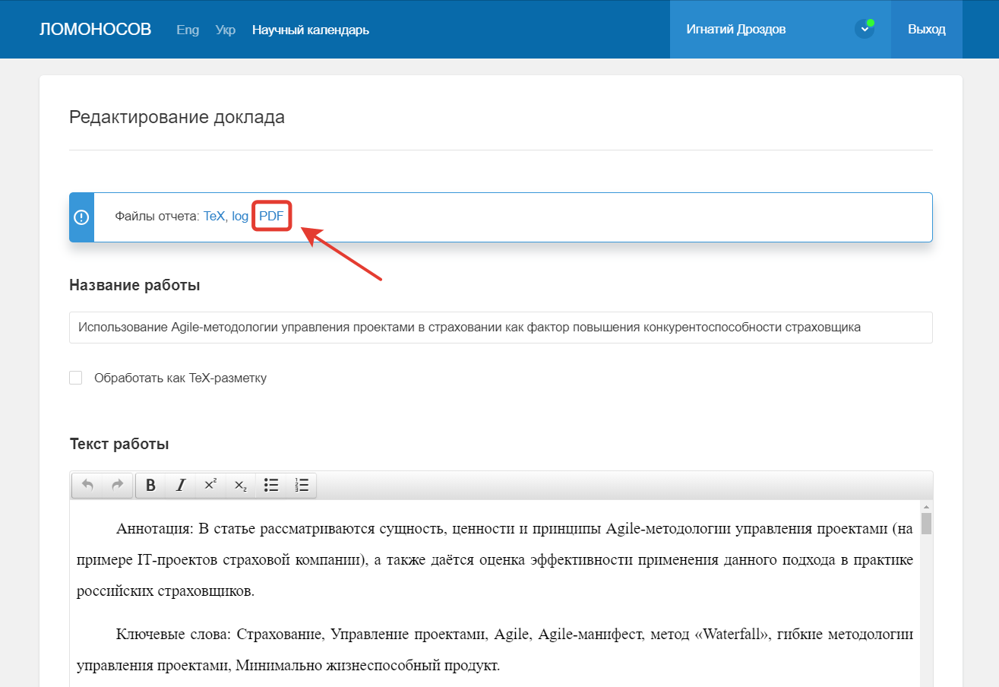 ЛОМОНОСОВ Eng Укр Научный календарь Игнатий Дроздов Выход
Редактирование доклада
Файлы отчета: TeX, log PDF
Название работы
Использование Agile-методологии управления проектами в страховании как фактор повышения конкурентоспособности страховщика
Обработать как TeX-разметку
Текст работы
B I x² x₂
Аннотация: В статье рассматриваются сущность, ценности и принципы Agile-методологии управления проектами (на
примере IT-проектов страховой компании), а также даётся оценка эффективности применения данного подхода в практике
российских страховщиков.
Ключевые слова: Страхование, Управление проектами, Agile, Agile-манифест, метод «Waterfall», гибкие методологии
управления проектами, Минимально жизнеспособный продукт.